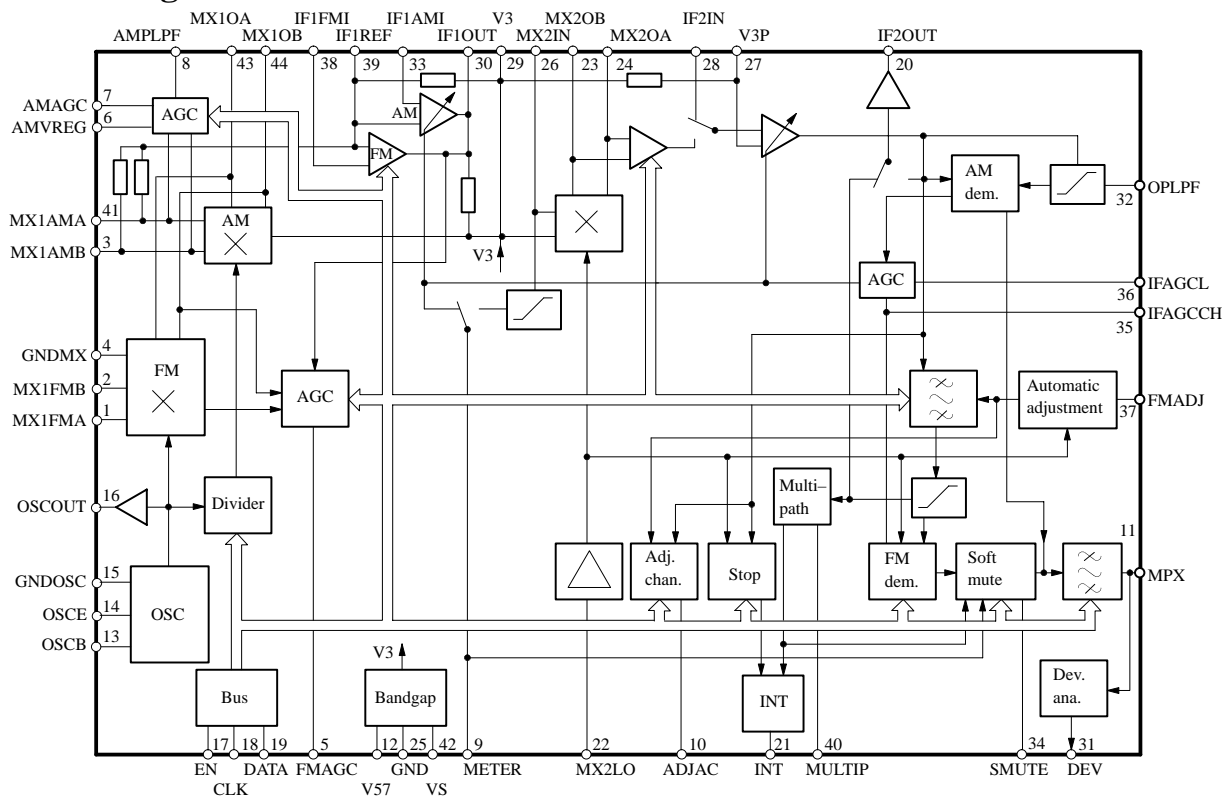 MX1OA IF1FMI IF1AMI V3 MX2OB IF2IN
AMPLPF MX1OB IF1REF IF1OUT MX2IN MX2OA V3P IF2OUT
8 43 44 38 39 33 30 29 26 23 24 28 27 20
7
AMAGC AGC
AMVREG 6
AM
FM
AM
dem.
OPLPF
32
41
MX1AMA AM
3
MX1AMB
V3
AGC IFAGCL
36
IFAGCCH
35
4
GNDMX FM
2
MX1FMB AGC
1
MX1FMA
Automatic
adjustment
FMADJ
37
16
OSCOUT Divider
Multi–
path
11
15
GNDOSC
14
OSCE OSC
13
OSCB
Adj.
chan.
Stop
FM
dem.
Soft
mute
MPX
V3
Bus Bandgap INT
Dev.
ana.
17 18 19 5 12 25 42 9 22 10 21 40 34 31
EN DATA FMAGC GND METER MX2LO ADJAC INT MULTIP SMUTE DEV
CLK V57 VS